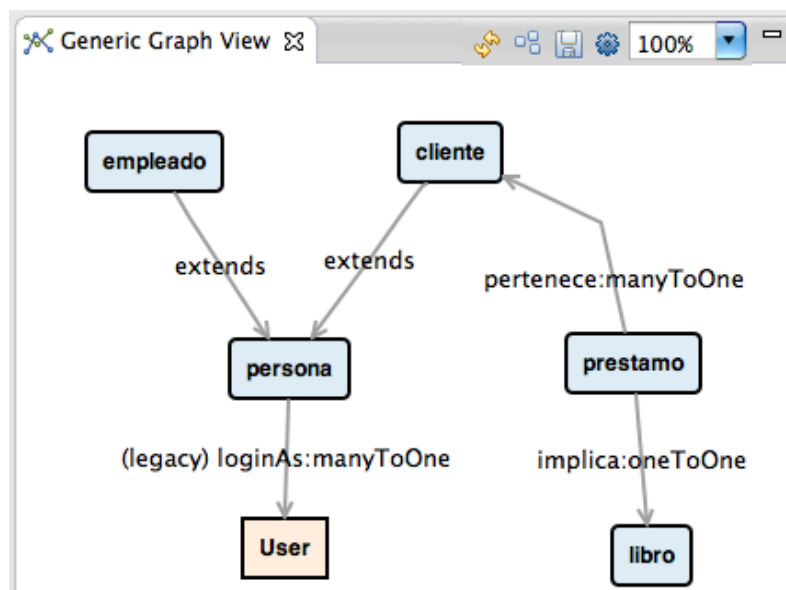 Generic Graph View
100%
empleado
cliente
extends
extends
pertenece:manyToOne
persona
prestamo
(legacy) loginAs:manyToOne
implica:oneToOne
User
libro